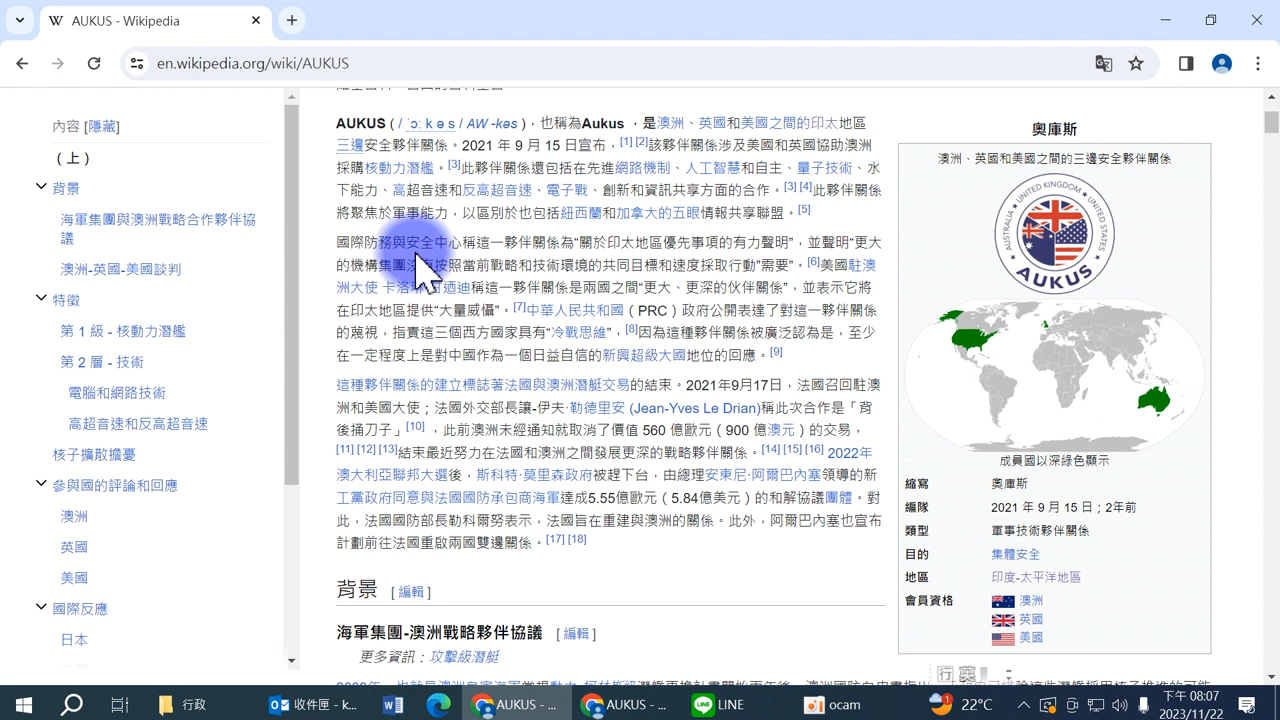 AUKUS - Wikipedia
en.wikipedia.org/wiki/AUKUS
內容 [隱藏]
（上）
背景
海軍集團與澳洲戰略合作夥伴協
議
澳洲-英國-美國談判
特徵
第 1 級 - 核動力潛艦
第 2 層 - 技術
電腦和網路技術
高超音速和反高超音速
核子擴散擔憂
參與國的評論和回應
澳洲
英國
美國
國際反應
日本
AUKUS ( / ˈɔː k ə s / AW -kəs )，也稱為Aukus ，是澳洲、英國和美國之間的印太地區
三邊安全夥伴關係。2021 年 9 月 15 日宣布，[1] [2]該夥伴關係涉及美國和英國協助澳洲
採購核動力潛艦。[3]此夥伴關係還包括在先進網路機制、人工智慧和自主、量子技術、水
下能力、高超音速和反高超音速、電子戰、創新和資訊共享方面的合作。[3] [4]此夥伴關係
將聚焦於軍事能力，以區別於也包括紐西蘭和加拿大的五眼情報共享聯盟。[5]
國際防務與安全中心稱這一夥伴關係為“關於印太地區優先事項的有力聲明”，並聲明“更大
的機構集團 按照當前戰略和技術環境的共同目標和速度採取行動”需要”。[6]美國駐澳
洲大使 卡洛 迺迪稱這一夥伴關係是兩國之間“更大、更深的伙伴關係”，並表示它將
在印太地區提供“大量威懾”。[7]中華人民共和國（PRC）政府公開表達了對這一夥伴關係
的蔑視，指責這三個西方國家具有“冷戰思維”，[8]因為這種夥伴關係被廣泛認為是，至少
在一定程度上是對中國作為一個日益自信的新興超級大國地位的回應。[9]
這種夥伴關係的建立標誌著法國與澳洲潛艇交易的結束。2021年9月17日，法國召回駐澳
洲和美國大使；法國外交部長讓-伊夫·勒德里安 (Jean-Yves Le Drian)稱此次合作是「背
後捅刀子」[10] ，此前澳洲未經通知就取消了價值 560 億歐元（900 億澳元）的交易，
[11] [12] [13]結束最近努力在法國和澳洲之間發展更深的戰略夥伴關係。[14] [15] [16] 2022年
澳大利亞聯邦大選後，斯科特·莫里森政府被趕下台，由總理安東尼·阿爾巴內塞領導的新
工黨政府同意與法國國防承包商海軍達成5.55億歐元（5.84億美元）的和解協議團體。對
此，法國國防部長勒科爾努表示，法國旨在重建與澳洲的關係。此外，阿爾巴內塞也宣布
計劃前往法國重啟兩國雙邊關係。[17] [18]
背景 [ 編輯 ]
海軍集團-澳洲戰略夥伴協議 [ 編輯 ]
更多資訊：攻擊級潛艇
奧庫斯
澳洲、英國和美國之間的三邊安全夥伴關係
AUSTRALIA UNITED KINGDOM UNITED STATES
AUKUS
成員國以深綠色顯示
縮寫 奧庫斯
編隊 2021 年 9 月 15 日；2年前
類型 軍事技術夥伴關係
目的 集體安全
地區 印度-太平洋地區
會員資格 澳洲
英國
美國
行政
收件匣 - k...
AUKUS - ...
AUKUS - ...
LINE
ocam
22°C
下午 08:07
2023/11/22